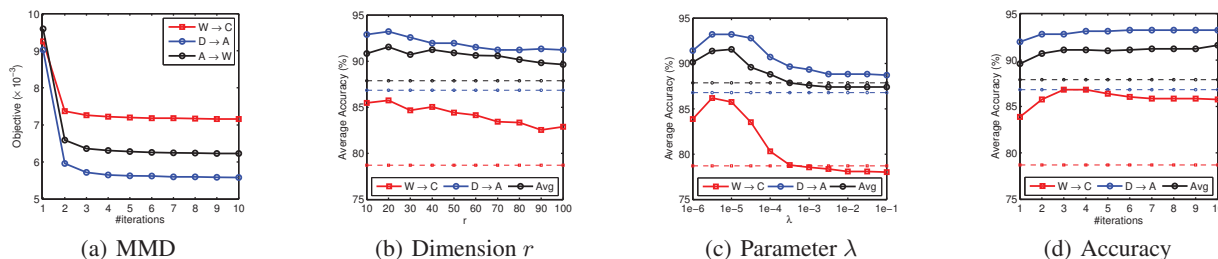 10
9
8
7
6
5
Objective (× 10⁻³)
W → C
D → A
A → W
1 2 3 4 5 6 7 8 9 10
#iterations
(a) MMD
95
90
85
80
75
Average Accuracy (%)
W → C D → A Avg
10 20 30 40 50 60 70 80 90 100
r
(b) Dimension r
95
90
85
80
75
Average Accuracy (%)
W → C D → A Avg
1e−6 1e−5 1e−4 1e−3 1e−2 1e−1
λ
(c) Parameter λ
95
90
85
80
75
Average Accuracy (%)
W → C D → A Avg
1 2 3 4 5 6 7 8 9 1
#iterations
(d) Accuracy